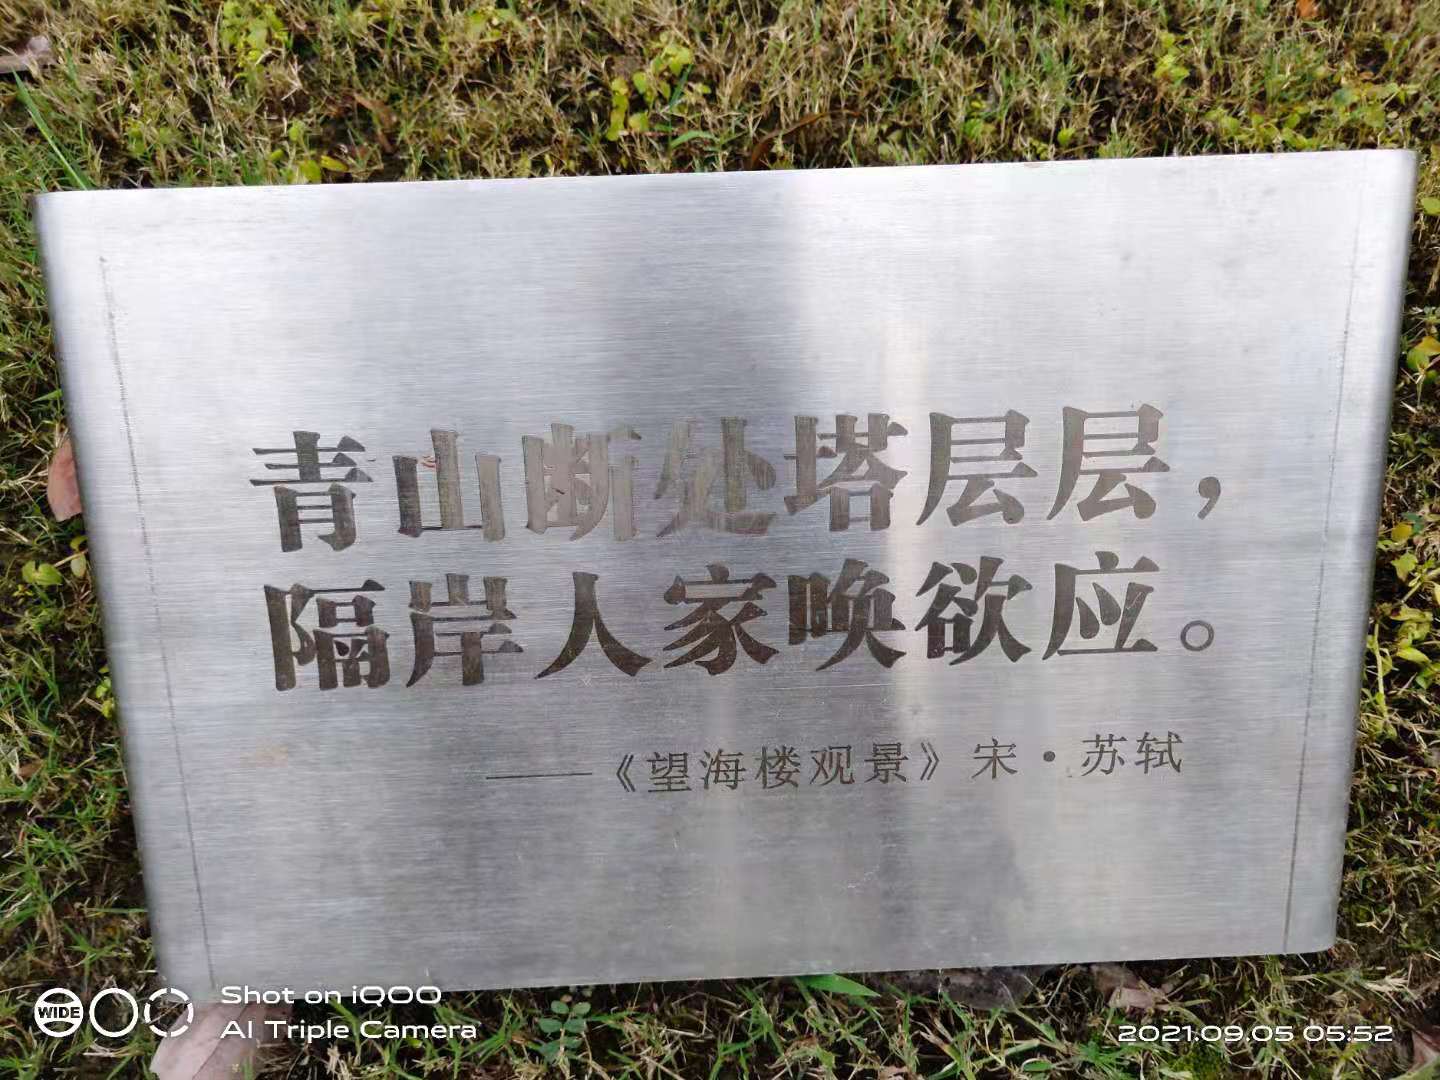 青山断处塔层层，
隔岸人家唤欲应。
——《望海楼观景》宋·苏轼
WIDE
Shot on iQOO
AI Triple Camera
2021.09.05 05:52